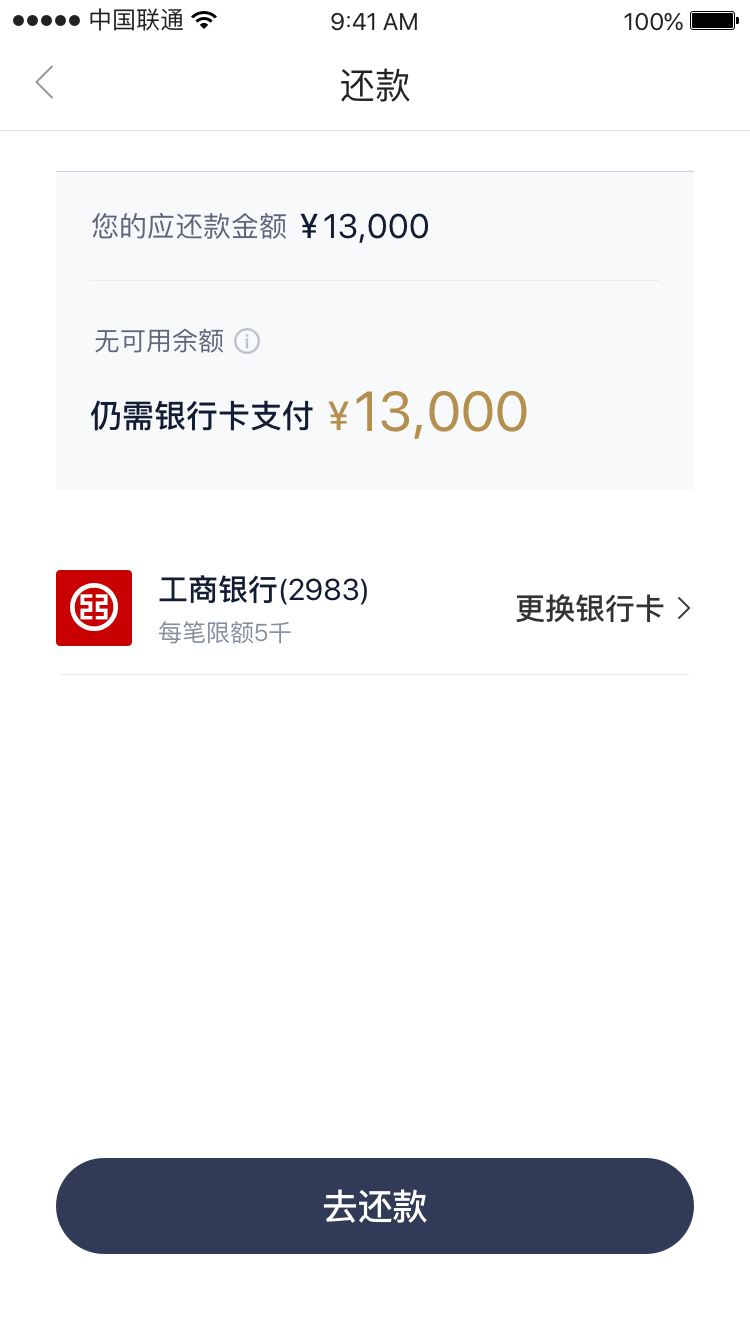 中国联通 9:41 AM 100%
还款
您的应还款金额 ¥13,000
无可用余额
仍需银行卡支付 ¥13,000
工商银行(2983)
每笔限额5千
更换银行卡
去还款